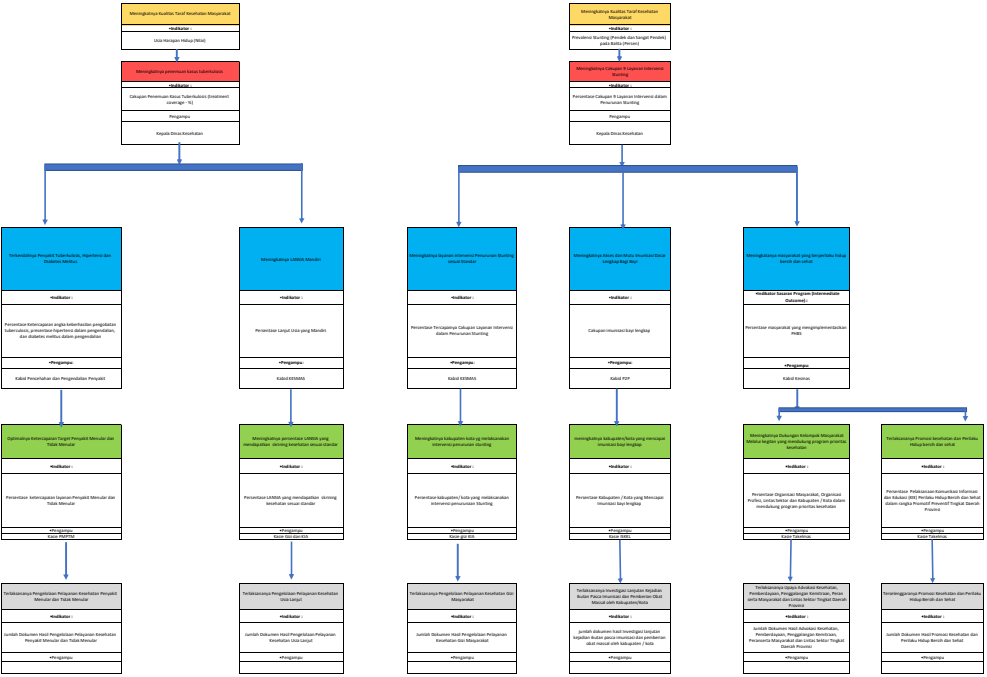 Meningkatnya Kualitas Taraf Kesehatan Masyarakat
•Indikator :
Usia Harapan Hidup (Nilai)
Meningkatnya penemuan kasus tuberkulosis
•Indikator :
Cakupan Penemuan Kasus Tuberkulosis (treatment
coverage - %)
Pengampu
Kepala Dinas Kesehatan
Meningkatnya Kualitas Taraf Kesehatan
Masyarakat
•Indikator :
Prevalensi Stunting (Pendek dan Sangat Pendek)
pada Balita (Persen)
Meningkatnya Cakupan 9 Layanan Intervensi
Stunting
•Indikator :
Persentase Cakupan 9 Layanan Intervensi dalam
Penurunan Stunting
Pengampu
Kepala Dinas Kesehatan
Terkendalinya Penyakit Tuberkulosis, Hipertensi dan
Diabetes Melitus
•Indikator :
Persentase Ketercapaian angka keberhasilan pengobatan
tuberculosis, presentase hipertensi dalam pengendalian,
dan diabetes melitus dalam pengendalian
•Pengampu:
Kabid Pencehahan dan Pengendalian Penyakit
Meningkatnya LANSIA Mandiri
•Indikator :
Persentase Lanjut Usia yang Mandiri
•Pengampu:
Kabid KESMAS
Meningkatnya layanan intervensi Penurunan Stunting
sesuai Standar
•Indikator :
Persentase Tercapainya Cakupan Layanan Intervensi
dalam Penurunan Stunting
•Pengampu:
Kabid KESMAS
Meningkatnya Akses dan Mutu Imunisasi Dasar
Lengkap Bagi Bayi
•Indikator :
Cakupan imunisasi bayi lengkap
•Pengampu:
Kabid P2P
Meningkatnya masyarakat yang berperilaku hidup
bersih dan sehat
•Indikator Sasaran Program (Intermediate
Outcome) :
Persentase masyarakat yang mengimplementasikan
PHBS
•Pengampu:
Kabid Kesmas
Optimalnya Ketercapaian Target Penyakit Menular dan
Tidak Menular
•Indikator :
Persentase ketercapaian layanan Penyakit Menular dan
Tidak Menular
•Pengampu
Kasie PMPTM
Meningkatnya persentase LANSIA yang
mendapatkan skrining kesehatan sesuai standar
•Indikator :
Persentase LANSIA yang mendapatkan skrining
kesehatan sesuai standar
•Pengampu
Kasie Gizi dan KIA
Meningkatnya kabupaten kota yg melaksanakan
intervensi penurunan stunting
•Indikator :
Persentase kabupaten/ kota yang melaksanakan
intervensi penurunan Stunting
•Pengampu
Kasie gizi KIA
meningkatnya kabupaten/kota yang mencapai
imunisasi bayi lengkap
•Indikator :
Persentase Kabupaten / Kota yang Mencapai
Imunisasi bayi lengkap
•Pengampu
Meningkatnya Dukungan Kelompok Masyarakat
Melalui kegitan yang mendukung program prioritas
kesehatan
•Indikator :
Persentase Organisasi Masyarakat, Organisasi
Profesi, Lintas Sektor dan Kabupaten / Kota dalam
mendukung program prioritas kesehatan
•Pengampu
Kasie Takelmas
Terlaksananya Promosi kesehatan dan Perilaku
Hidup bersih dan sehat
•Indikator :
Persentase Pelaksanaan Komunikasi Informasi
dan Edukasi (KIE) Perilaku Hidup Bersih dan Sehat
dalam rangka Promotif Preventif Tingkat Daerah
Provinsi
•Pengampu
Kasie Takelmas
Terlaksananya Pengelolaan Pelayanan Kesehatan Penyakit
Menular dan Tidak Menular
•Indikator :
Jumlah Dokumen Hasil Pengelolaan Pelayanan Kesehatan
Penyakit Menular dan Tidak Menular
•Pengampu
Terlaksananya Pengelolaan Pelayanan Kesehatan
Usia Lanjut
•Indikator :
Jumlah Dokumen Hasil Pengelolaan Pelayanan
Kesehatan Usia Lanjut
•Pengampu
Terlaksananya Pengelolaan Pelayanan Kesehatan Gizi
Masyarakat
•Indikator :
Jumlah Dokumen Hasil Pengelolaan Pelayanan
Kesehatan Gizi Masyarakat
•Pengampu
Terlaksananya Investigasi Lanjutan Kejadian
Ikutan Pasca Imunisasi dan Pemberian Obat
Massal oleh Kabupaten/Kota
•Indikator :
jumlah dokumen hasil investigasi lanjutan
kejadian ikutan pasca imunisasi dan pemberian
obat massal oleh kabupaten / kota
•Pengampu
Terlaksananya Upaya Advokasi Kesehatan,
Pemberdayaan, Penggalangan Kemitraan, Peran
serta Masyarakat dan Lintas Sektor Tingkat Daerah
Provinsi
•Indikator :
Jumlah Dokumen Hasil Advokasi Kesehatan,
Pemberdayaan, Penggalangan Kemitraan,
Peranserta Masyarakat dan Lintas Sektor Tingkat
Daerah Provinsi
•Pengampu
Terselenggaranya Promosi Kesehatan dan Perilaku
Hidup Bersih dan Sehat
•Indikator :
Jumlah Dokumen Hasil Promosi Kesehatan dan
Perilaku Hidup Bersih dan Sehat
•Pengampu